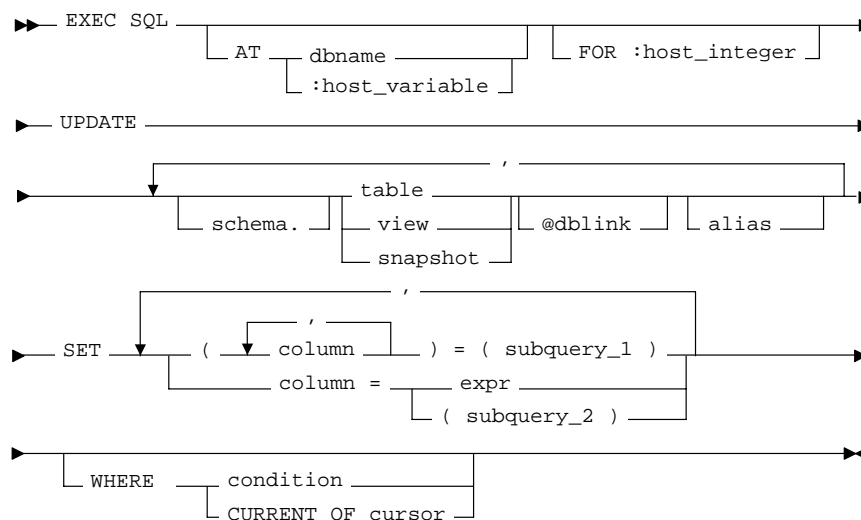 EXEC SQL
AT dbname FOR :host_integer
:host_variable
UPDATE
,
table
schema. view @dblink alias
snapshot
,
,
SET ( column ) = ( subquery_1 )
column = expr
( subquery_2 )
WHERE condition
CURRENT OF cursor